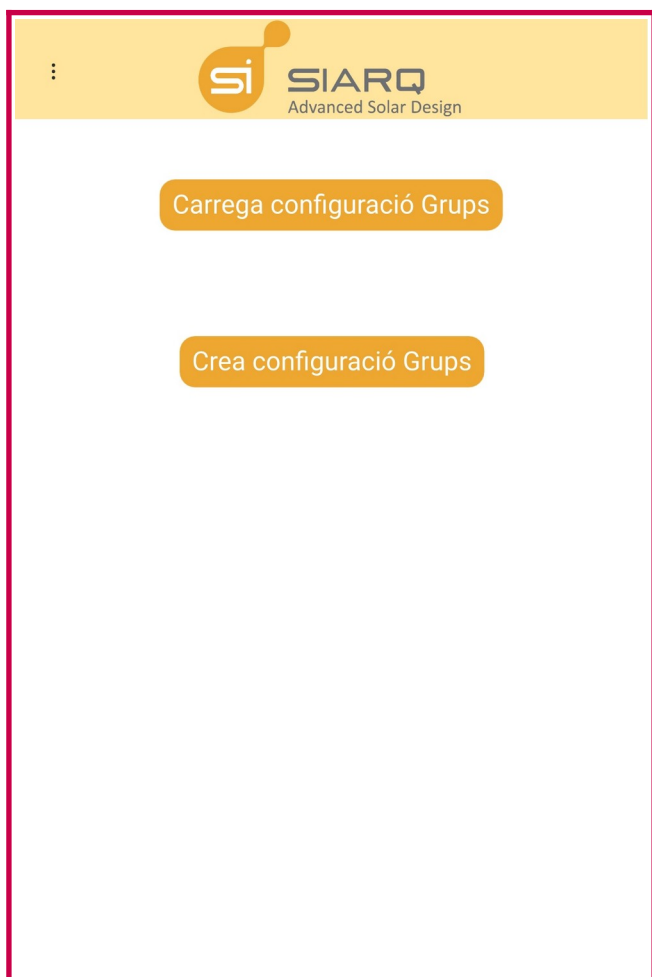 si
SIARQ
Advanced Solar Design
Carrega configuració Grups
Crea configuració Grups